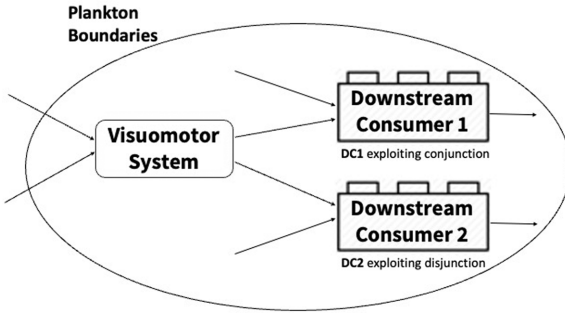 Plankton
Boundaries
Visuomotor
System
Downstream
Consumer 1
DC1 exploiting conjunction
Downstream
Consumer 2
DC2 exploiting disjunction